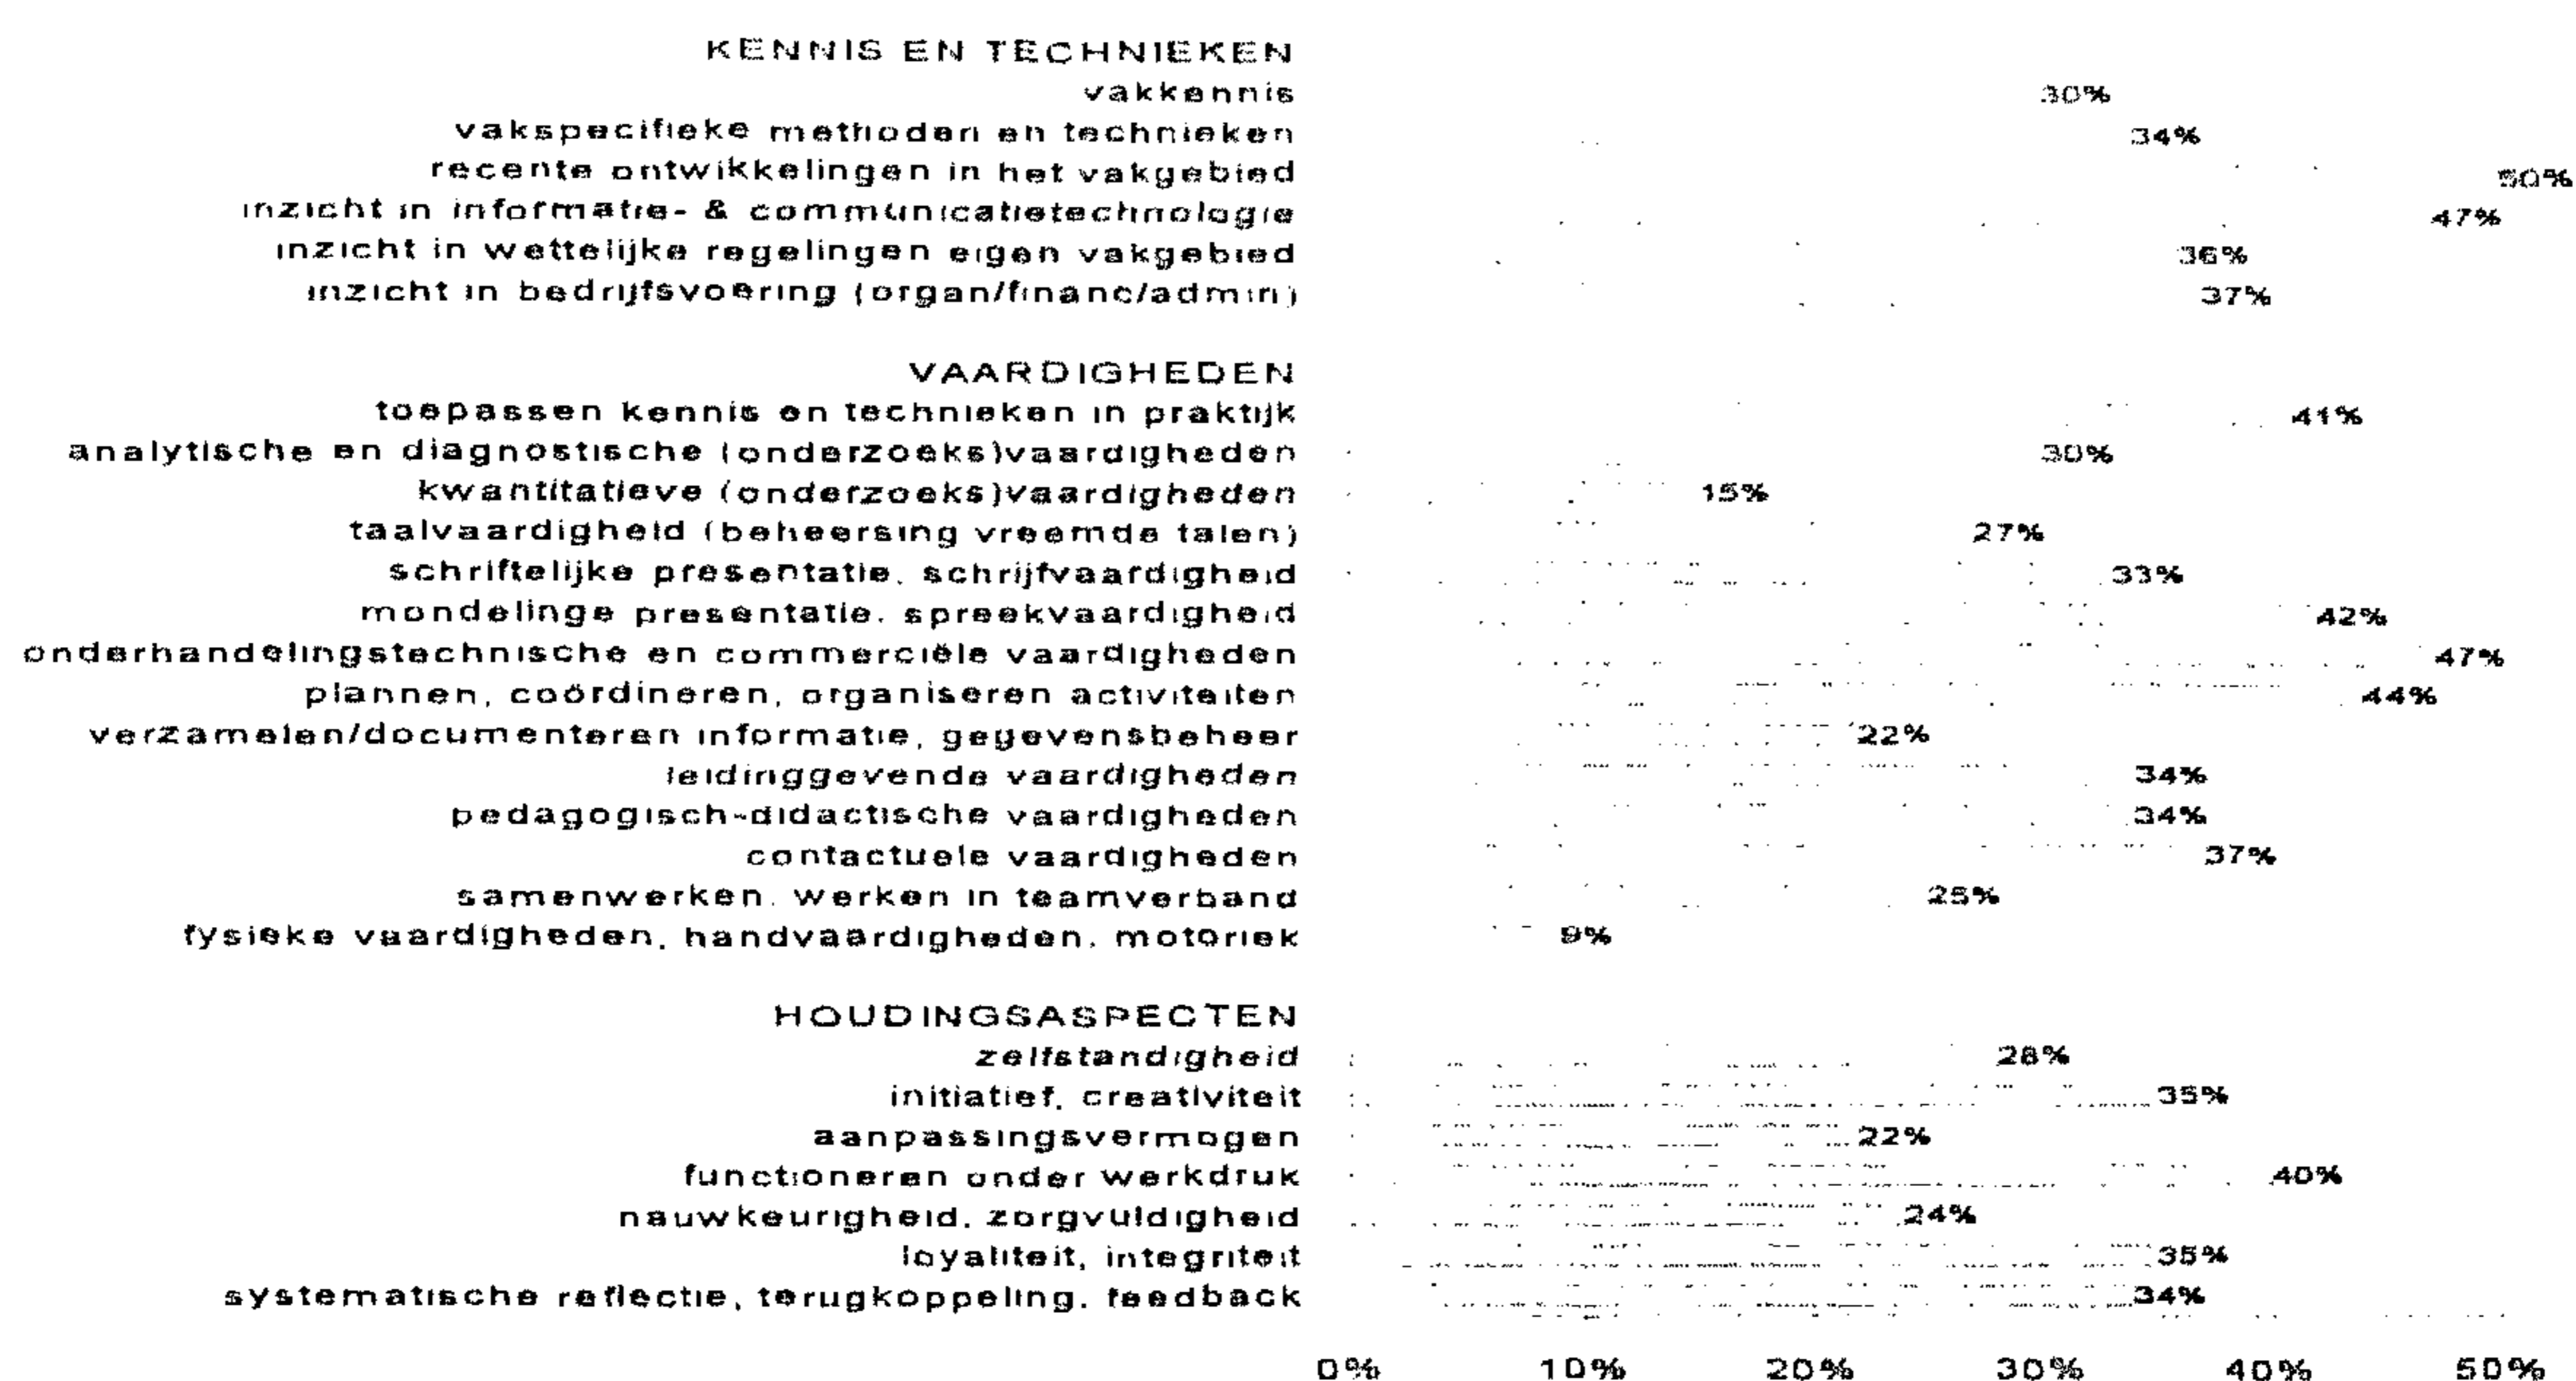 KENNIS EN TECHNIEKEN
vakkennis 30%
vakspecifieke methoden en technieken 34%
recente ontwikkelingen in het vakgebied 50%
inzicht in informatie- & communicatietechnologie 47%
inzicht in wettelijke regelingen eigen vakgebied 36%
inzicht in bedrijfsvoering (organ/financ/admin) 37%
VAARDIGHEDEN
toepassen kennis en technieken in praktijk 41%
analytische en diagnostische (onderzoeks)vaardigheden 30%
kwantitatieve (onderzoeks)vaardigheden 15%
taalvaardigheid (beheersing vreemde talen) 27%
schriftelijke presentatie, schrijfvaardigheid 33%
mondelinge presentatie, spreekvaardigheid 42%
onderhandelingstechnische en commerciële vaardigheden 47%
plannen, coördineren, organiseren activiteiten 44%
verzamelen/documenteren informatie, gegevensbeheer 22%
leidinggevende vaardigheden 34%
pedagogisch-didactische vaardigheden 34%
contactuele vaardigheden 37%
samenwerken, werken in teamverband 25%
fysieke vaardigheden, handvaardigheden, motoriek 9%
HOUDINGSASPECTEN
zelfstandigheid 28%
initiatief, creativiteit 35%
aanpassingsvermogen 22%
functioneren onder werkdruk 40%
nauwkeurigheid, zorgvuldigheid 24%
loyaliteit, integriteit 35%
systematische reflectie, terugkoppeling, feedback 34%
0% 10% 20% 30% 40% 50%